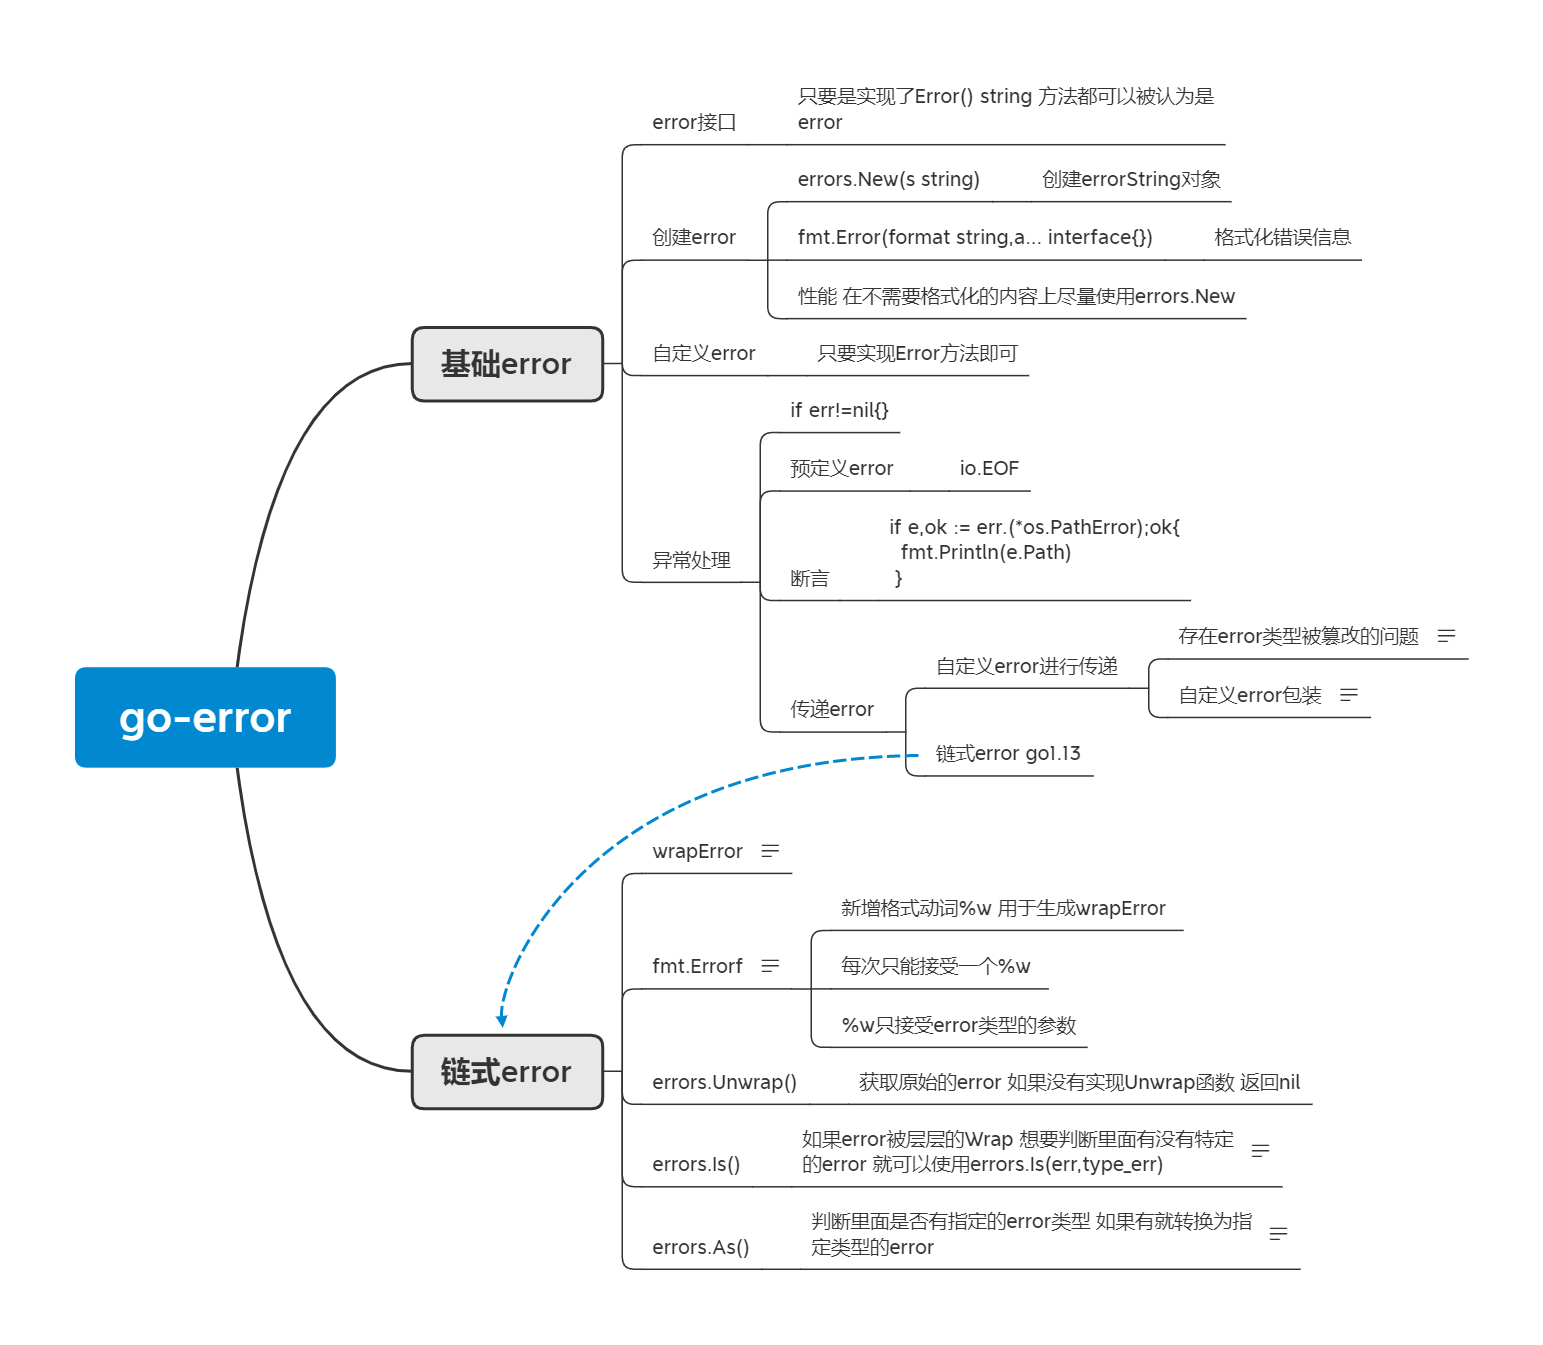 go-error
基础error
error接口
只要是实现了Error() string 方法都可以被认为是
error
创建error
errors.New(s string)
创建errorString对象
fmt.Error(format string,a... interface{})
格式化错误信息
性能 在不需要格式化的内容上尽量使用errors.New
自定义error
只要实现Error方法即可
异常处理
if err!=nil{}
预定义error
io.EOF
断言
if e,ok := err.(*os.PathError);ok{
fmt.Println(e.Path)
}
传递error
自定义error进行传递
存在error类型被篡改的问题
自定义error包装
链式error go1.13
链式error
wrapError
fmt.Errorf
新增格式动词%w 用于生成wrapError
每次只能接受一个%w
%w只接受error类型的参数
errors.Unwrap()
获取原始的error 如果没有实现Unwrap函数 返回nil
errors.Is()
如果error被层层的Wrap 想要判断里面有没有特定
的error 就可以使用errors.Is(err,type_err)
errors.As()
判断里面是否有指定的error类型 如果有就转换为指
定类型的error